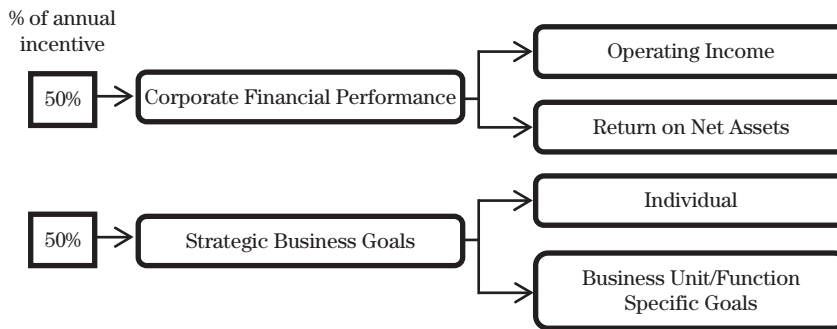 % of annual
incentive
50%
Corporate Financial Performance
Operating Income
Return on Net Assets
50%
Strategic Business Goals
Individual
Business Unit/Function
Specific Goals